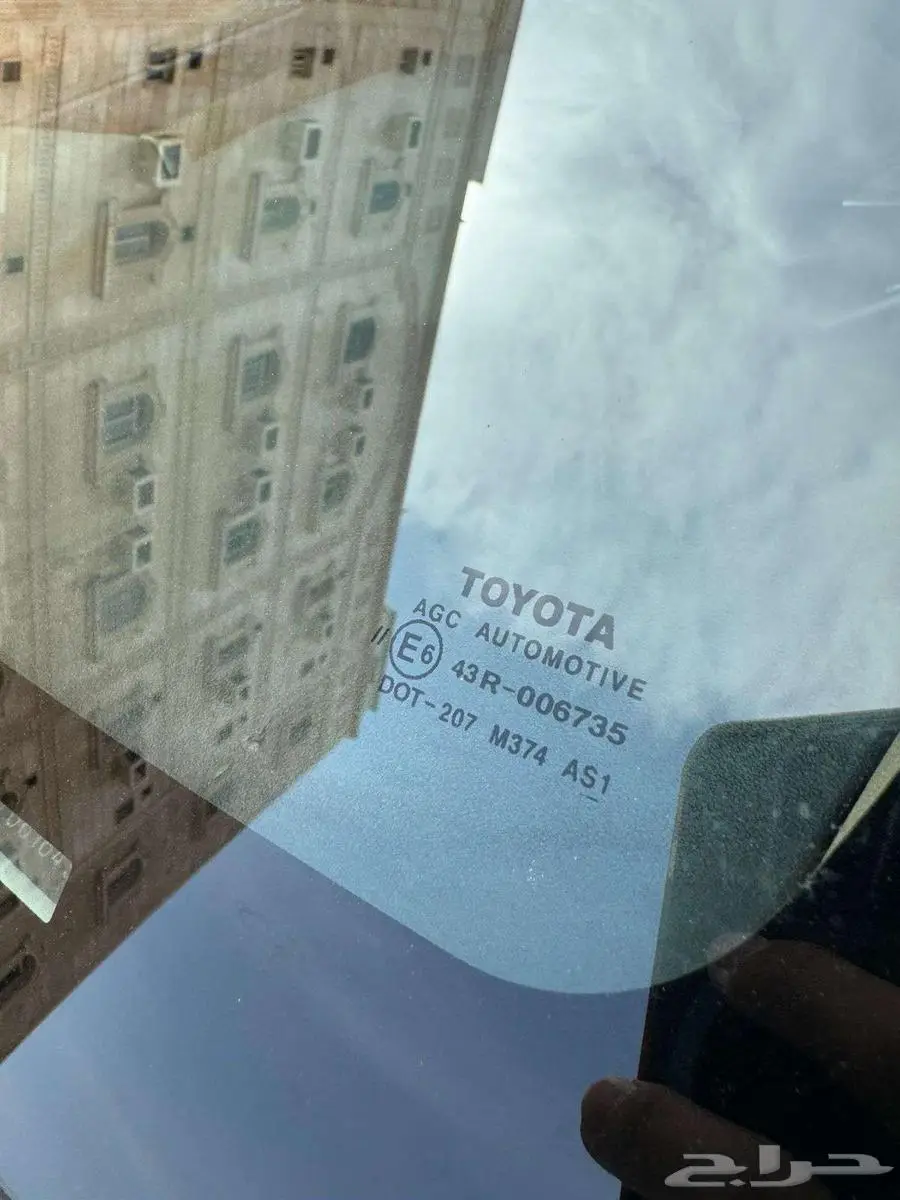 TOYOTA
AGC AUTOMOTIVE
// E6 43R-006735
DOT-207 M374 AS1
حراج